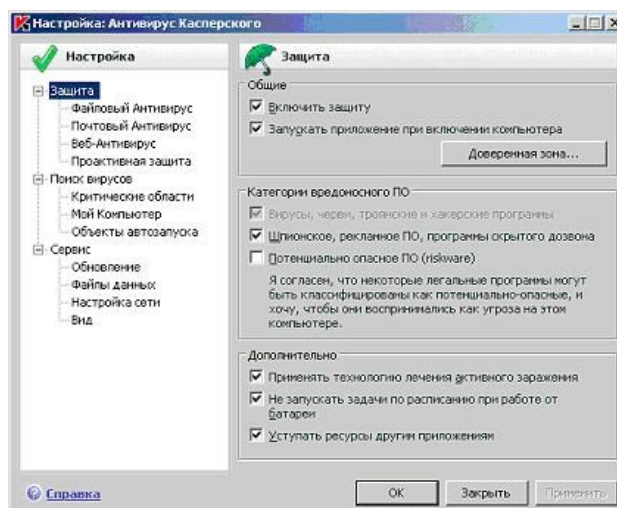 Настройка: Антивирус Касперского
Настройка
Защита
Файловый Антивирус
Почтовый Антивирус
Веб-Антивирус
Проактивная защита
Поиск вирусов
Критические области
Мой Компьютер
Объекты автозапуска
Сервис
Обновление
Файлы данных
Настройка сети
Вид
Справка
Защита
Общие
Включить защиту
Запускать приложение при включении компьютера
Доверенная зона...
Категории вредоносного ПО
Вирусы, черви, троянские и хакерские программы
Шпионское, рекланное ПО, программы скрытого дозвона
Потенциально опасное ПО (riskware)
Я согласен, что некоторые легальные программы могут
быть классифицированы как потенциально-опасные, и
хочу, чтобы они воспринимались как угроза на этом
компьютере.
Дополнительно
Применять технологию лечения активного заражения
Не запускать задачи по расписанию при работе от
батареи
Уступать ресурсы другим приложениям
ОК
Закрыть
Применить